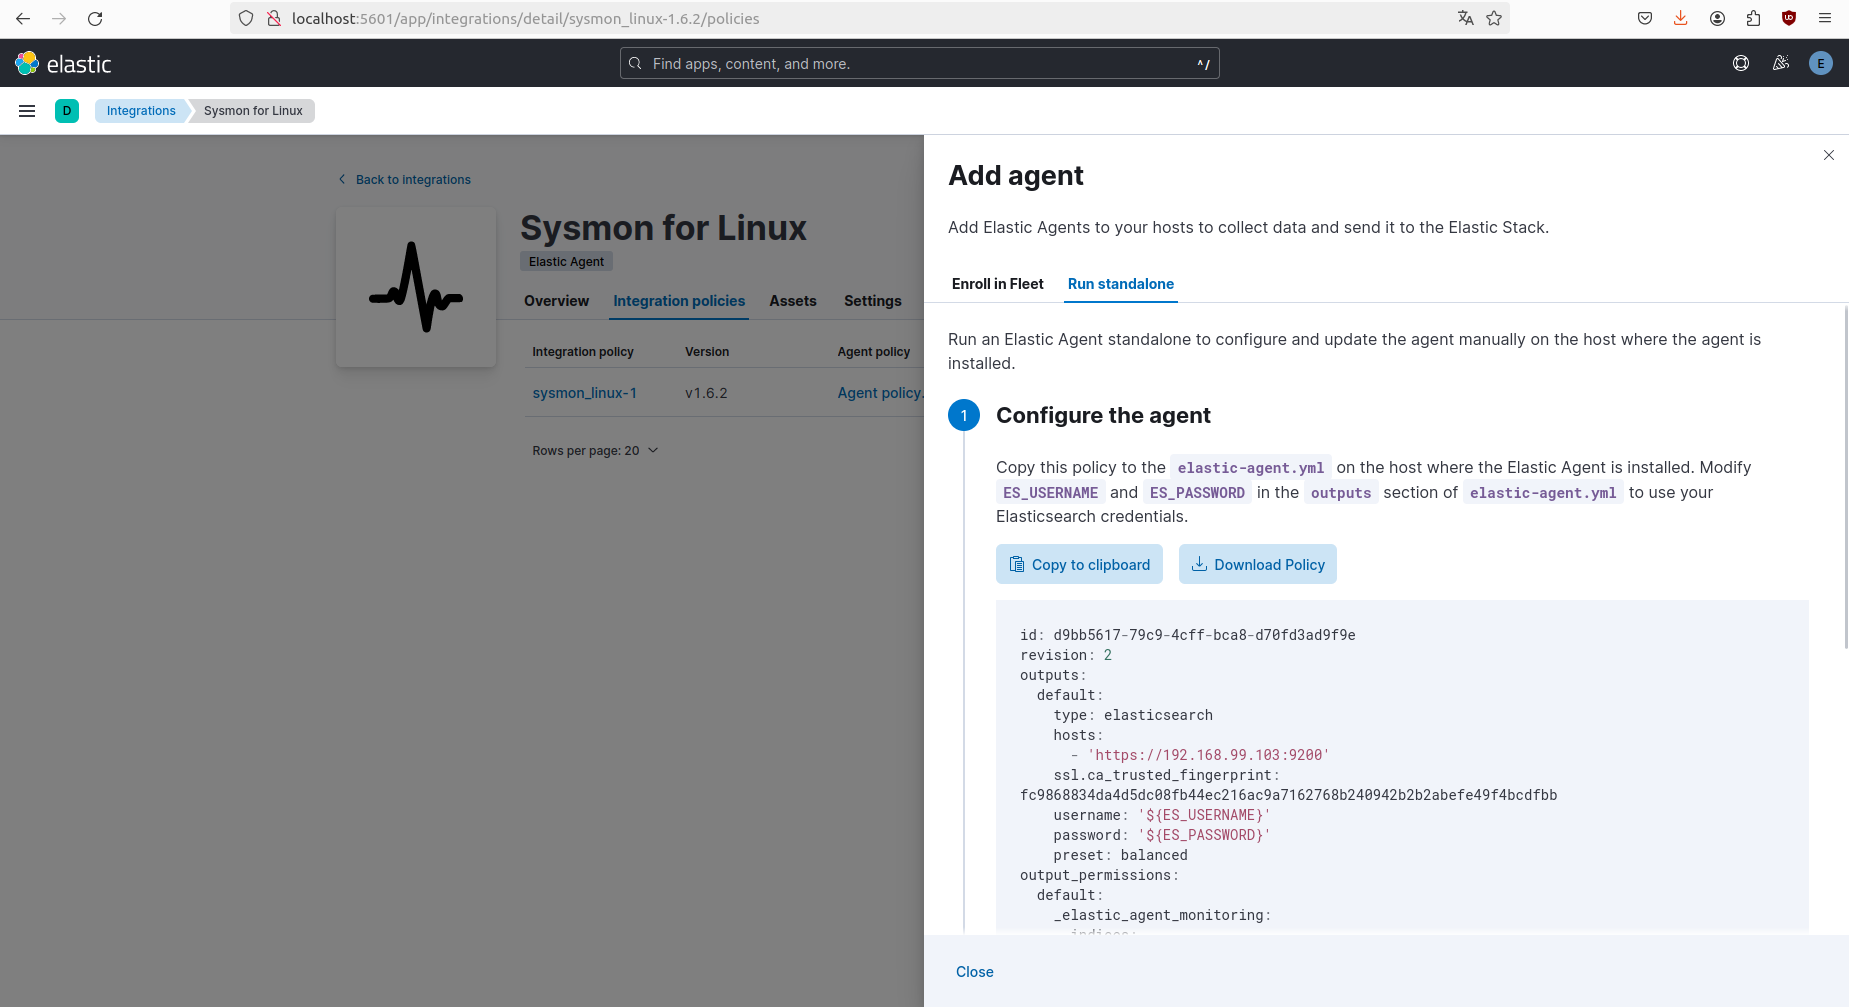 localhost:5601/app/integrations/detail/sysmon_linux-1.6.2/policies
elastic
Find apps, content, and more.
^/
E
D
Integrations
Sysmon for Linux
Back to integrations
Sysmon for Linux
Elastic Agent
Overview
Integration policies
Assets
Settings
Integration policy
Version
Agent policy
sysmon_linux-1
v1.6.2
Agent policy.
Rows per page: 20
Add agent
Add Elastic Agents to your hosts to collect data and send it to the Elastic Stack.
Enroll in Fleet
Run standalone
Run an Elastic Agent standalone to configure and update the agent manually on the host where the agent is
installed.
1
Configure the agent
Copy this policy to the elastic-agent.yml on the host where the Elastic Agent is installed. Modify
ES_USERNAME and ES_PASSWORD in the outputs section of elastic-agent.yml to use your
Elasticsearch credentials.
Copy to clipboard
Download Policy
id: d9bb5617-79c9-4cff-bca8-d70fd3ad9f9e
revision: 2
outputs:
default:
type: elasticsearch
hosts:
- 'https://192.168.99.103:9200'
ssl.ca_trusted_fingerprint:
fc9868834da4d5dc08fb44ec216ac9a7162768b240942b2b2abefe49f4bcdfbb
username: '${ES_USERNAME}'
password: '${ES_PASSWORD}'
preset: balanced
output_permissions:
default:
_elastic_agent_monitoring:
indices:
Close